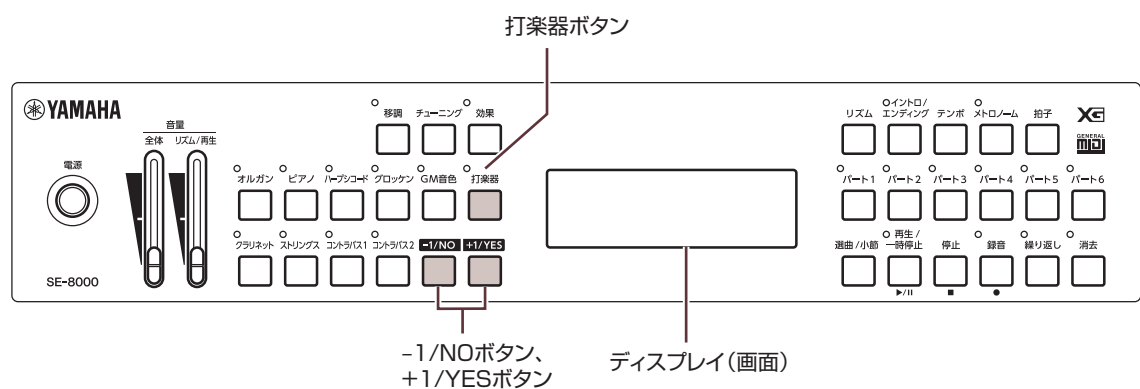 打楽器ボタン
YAMAHA
音量
全体 リズム/再生
電源
移調 チューニング 効果
オルガン ピアノ ハープシコード グロッケン GM音色 打楽器
クラリネット ストリングス コントラバス1 コントラバス2 -1/NO +1/YES
SE-8000
リズム イントロ/エンディング テンポ メトロノーム 拍子
XG
GENERAL
MIDI
パート1 パート2 パート3 パート4 パート5 パート6
選曲/小節 再生/一時停止 停止 録音 繰り返し 消去
–1/NOボタン、
+1/YESボタン
ディスプレイ(画面)